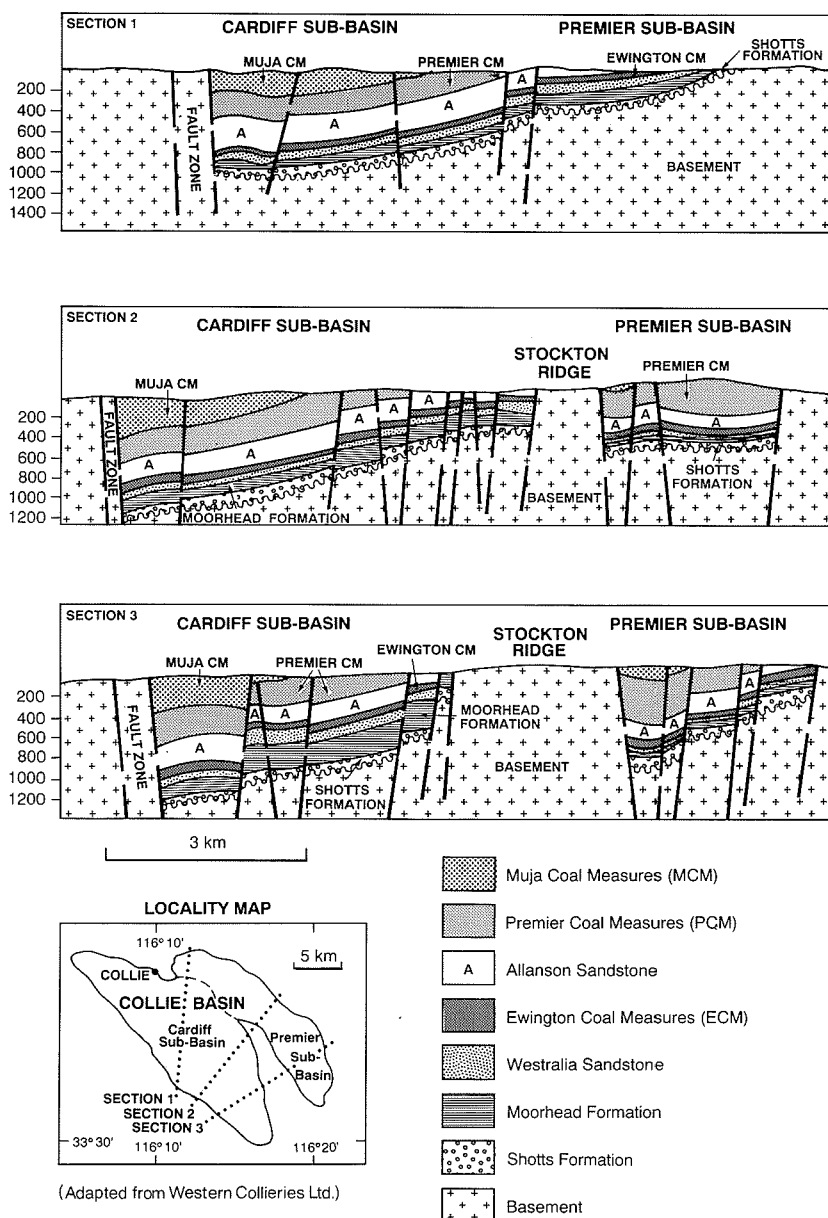 SECTION 1
CARDIFF SUB-BASIN
PREMIER SUB-BASIN
MUJA CM
PREMIER CM
A
EWINGTON CM
SHOTTS
FORMATION
200
400
600
800
1000
1200
1400
FAULT ZONE
A
A
A
BASEMENT
SECTION 2
CARDIFF SUB-BASIN
PREMIER SUB-BASIN
STOCKTON
RIDGE
MUJA CM
PREMIER CM
200
400
600
800
1000
1200
FAULT ZONE
A
A
A
A
A
A
A
A
MOORHEAD FORMATION
BASEMENT
SHOTTS
FORMATION
SECTION 3
CARDIFF SUB-BASIN
STOCKTON
RIDGE
PREMIER SUB-BASIN
MUJA CM
PREMIER CM
EWINGTON CM
MOORHEAD
FORMATION
200
400
600
800
1000
1200
FAULT ZONE
A
A
A
A
A
A
A
A
SHOTTS
FORMATION
BASEMENT
3 km
LOCALITY MAP
116° 10'
5 km
COLLIE
COLLIE BASIN
Cardiff
Sub-Basin
Premier
Sub-
Basin
SECTION 1
SECTION 2
SECTION 3
33° 30'
116° 10'
116° 20'
(Adapted from Western Collieries Ltd.)
Muja Coal Measures (MCM)
Premier Coal Measures (PCM)
A
Allanson Sandstone
Ewington Coal Measures (ECM)
Westralia Sandstone
Moorhead Formation
Shotts Formation
Basement